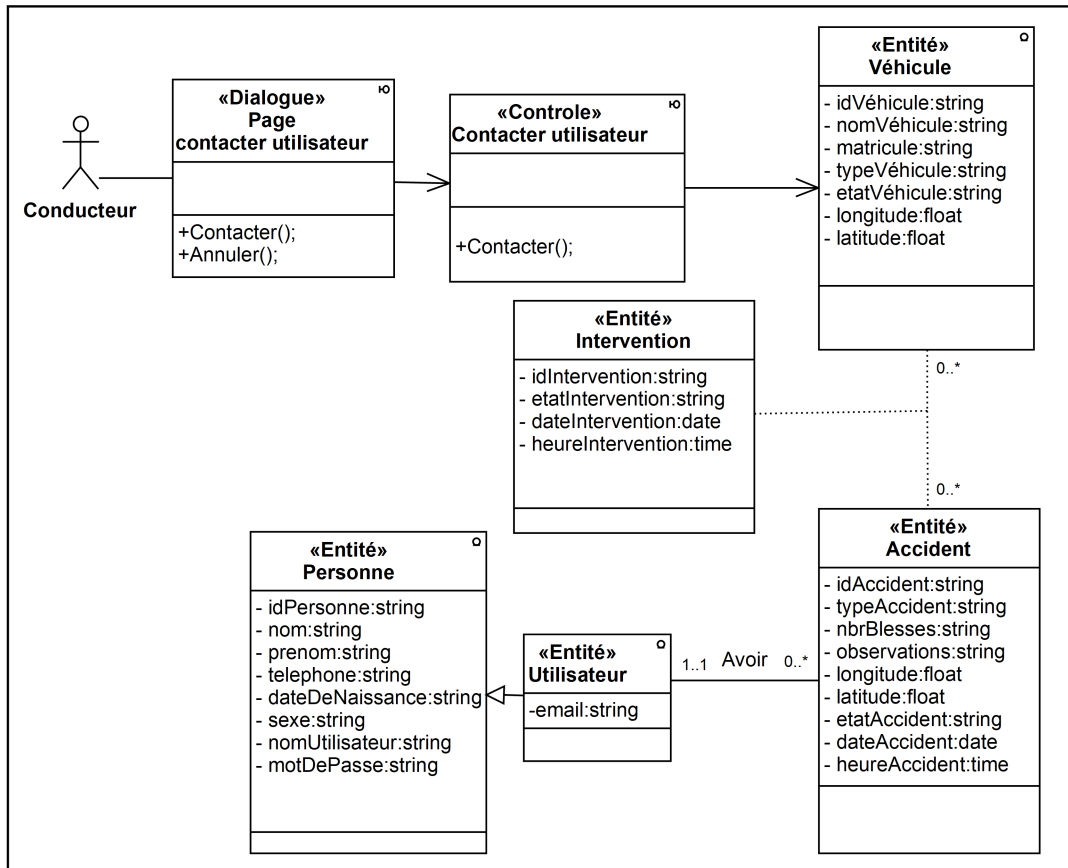 Conducteur
«Dialogue»
Page
contacter utilisateur
+Contacter();
+Annuler();
«Controle»
Contacter utilisateur
+Contacter();
«Entité»
Véhicule
- idVéhicule:string
- nomVéhicule:string
- matricule:string
- typeVéhicule:string
- etatVéhicule:string
- longitude:float
- latitude:float
«Entité»
Intervention
- idIntervention:string
- etatIntervention:string
- dateIntervention:date
- heureIntervention:time
0..*
0..*
«Entité»
Personne
- idPersonne:string
- nom:string
- prenom:string
- telephone:string
- dateDeNaissance:string
- sexe:string
- nomUtilisateur:string
- motDePasse:string
«Entité»
Utilisateur
-email:string
1..1 Avoir 0..*
«Entité»
Accident
- idAccident:string
- typeAccident:string
- nbrBlesses:string
- observations:string
- longitude:float
- latitude:float
- etatAccident:string
- dateAccident:date
- heureAccident:time